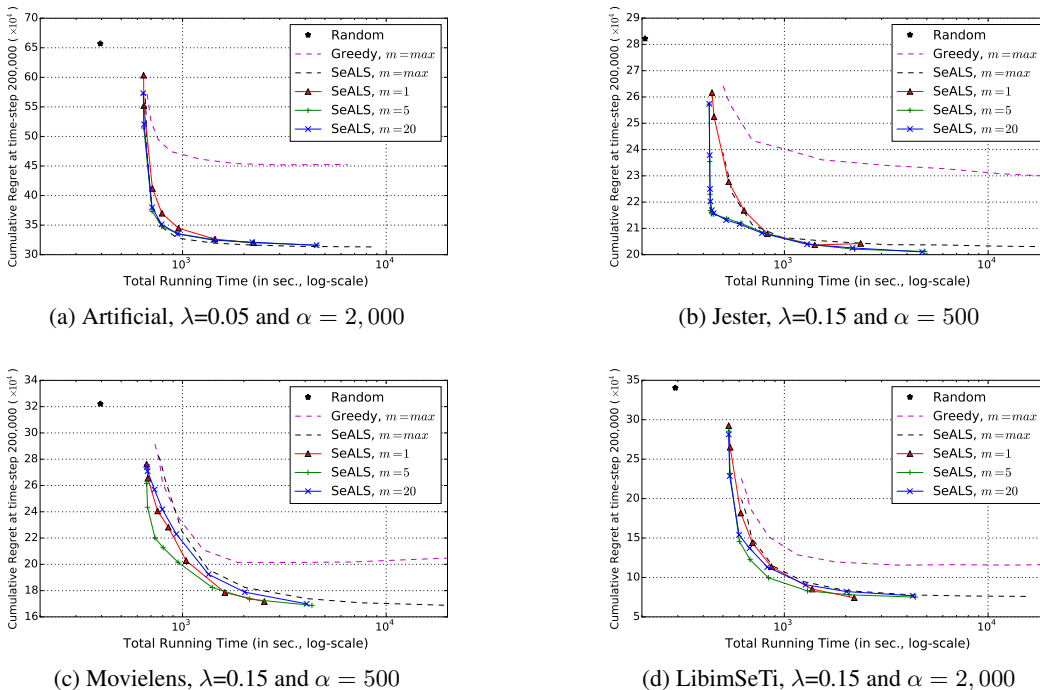 Cumulative Regret at time-step 200,000 ( ×10⁴)
70
65
60
55
50
45
40
35
30
10³
10⁴
Total Running Time (in sec., log-scale)
Random
Greedy, m=max
SeALS, m=max
SeALS, m=1
SeALS, m=5
SeALS, m=20
(a) Artificial, λ=0.05 and α = 2, 000
Cumulative Regret at time-step 200,000 ( ×10⁴)
29
28
27
26
25
24
23
22
21
20
10³
10⁴
Total Running Time (in sec., log-scale)
Random
Greedy, m=max
SeALS, m=max
SeALS, m=1
SeALS, m=5
SeALS, m=20
(b) Jester, λ=0.15 and α = 500
Cumulative Regret at time-step 200,000 ( ×10⁴)
34
32
30
28
26
24
22
20
18
16
10³
10⁴
Total Running Time (in sec., log-scale)
Random
Greedy, m=max
SeALS, m=max
SeALS, m=1
SeALS, m=5
SeALS, m=20
(c) Movielens, λ=0.15 and α = 500
Cumulative Regret at time-step 200,000 ( ×10⁴)
35
30
25
20
15
10
5
10³
10⁴
Total Running Time (in sec., log-scale)
Random
Greedy, m=max
SeALS, m=max
SeALS, m=1
SeALS, m=5
SeALS, m=20
(d) LibimSeTi, λ=0.15 and α = 2, 000